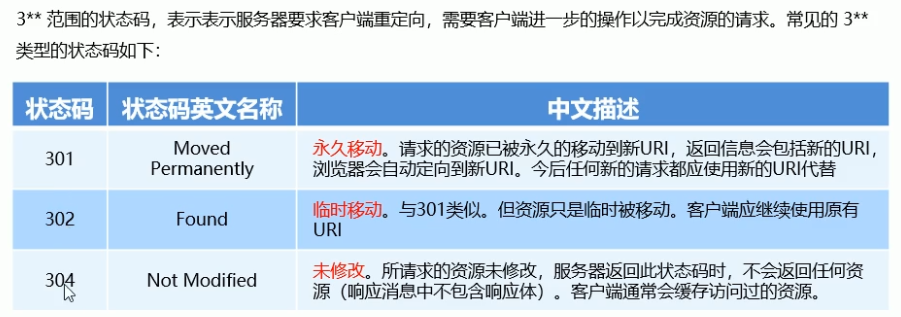 3** 范围的状态码，表示表示服务器要求客户端重定向，需要客户端进一步的操作以完成资源的请求。常见的 3**
类型的状态码如下：
状态码 状态码英文名称 中文描述
301 Moved Permanently 永久移动。请求的资源已被永久的移动到新URI，返回信息会包括新的URI，
浏览器会自动定向到新URI。今后任何新的请求都应使用新的URI代替
302 Found 临时移动。与301类似。但资源只是临时被移动。客户端应继续使用原有
URI
304 Not Modified 未修改。所请求的资源未修改，服务器返回此状态码时，不会返回任何资
源（响应消息中不包含响应体）。客户端通常会缓存访问过的资源。